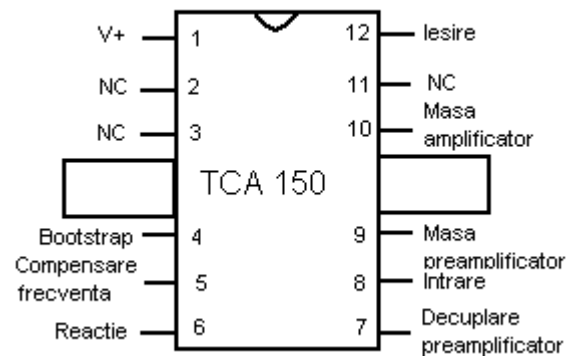 V+ 1 12 Iesire
NC 2 11 NC
NC 3 10 Masa
amplificator
TCA 150
Bootstrap 4 9 Masa
preamplificator
Compensare
frecventa 5 8 Intrare
Reactie 6 7 Decuplare
preamplificator